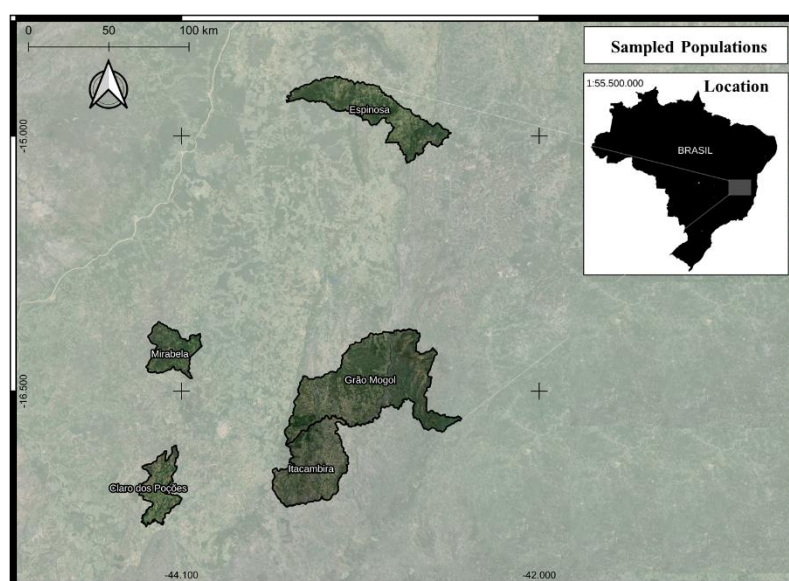 0 50 100 km
Sampled Populations
1:55.500.000
Location
BRASIL
Espinosa
-15.000
Mirabela
Grão Mogol
-16.500
Itacambira
Claro dos Poções
-44.100
-42.000